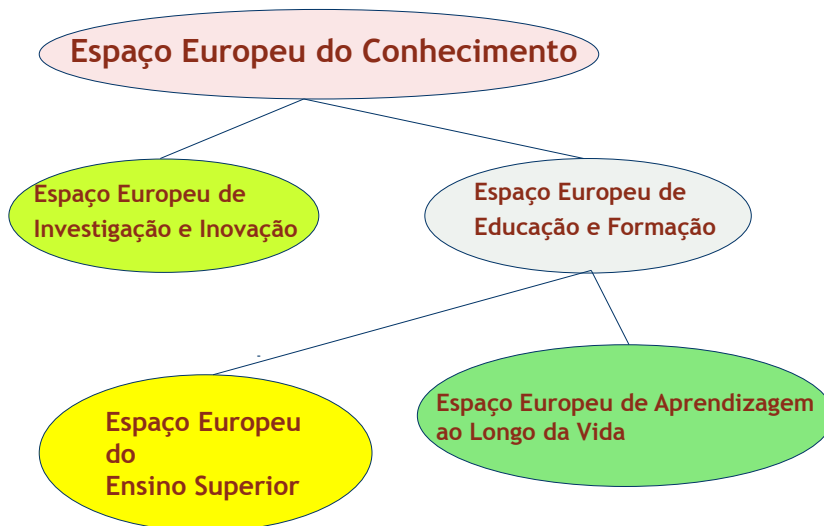 Espaço Europeu do Conhecimento
Espaço Europeu de
Investigação e Inovação
Espaço Europeu de
Educação e Formação
Espaço Europeu
do
Ensino Superior
Espaço Europeu de Aprendizagem
ao Longo da Vida